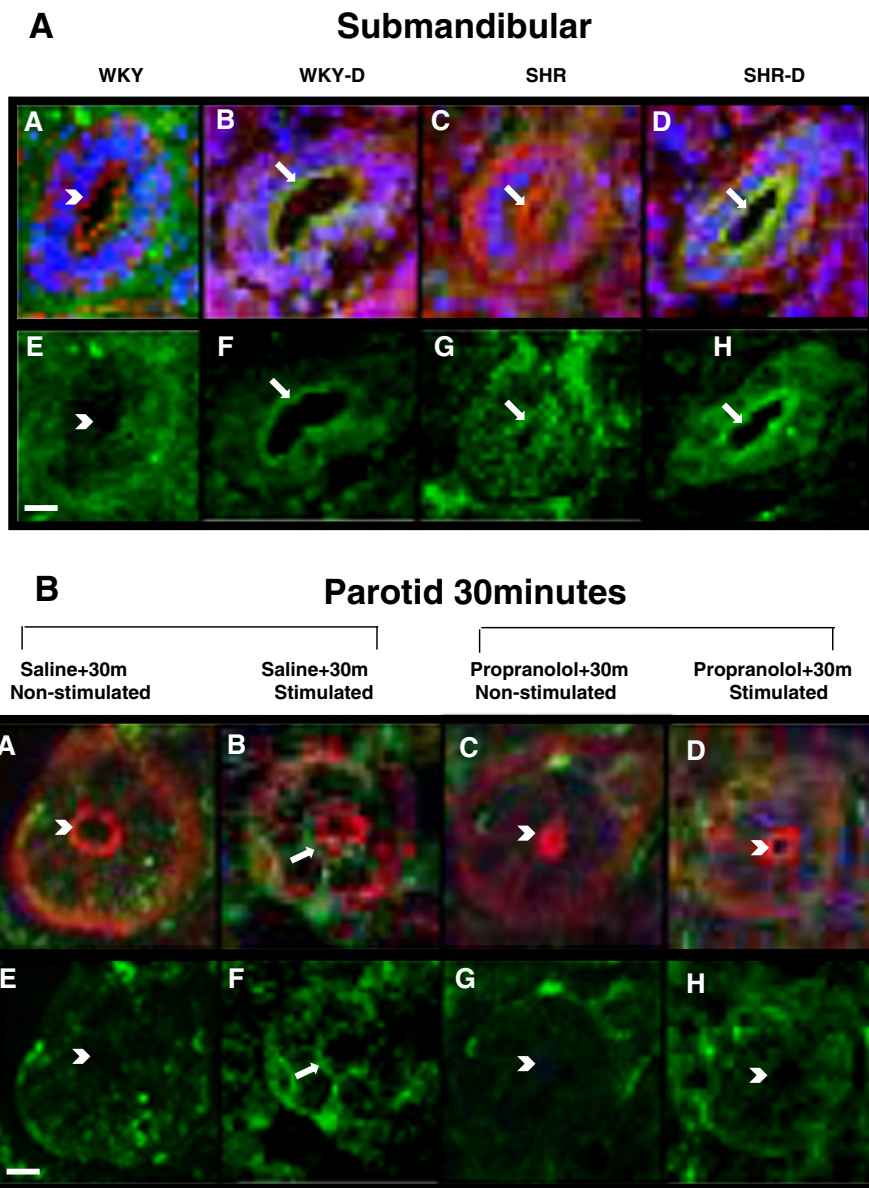 A Submandibular
WKY WKY-D SHR SHR-D
A B C D
E F G H
B Parotid 30minutes
Saline+30m Saline+30m Propranolol+30m Propranolol+30m
Non-stimulated Stimulated Non-stimulated Stimulated
A B C D
E F G H